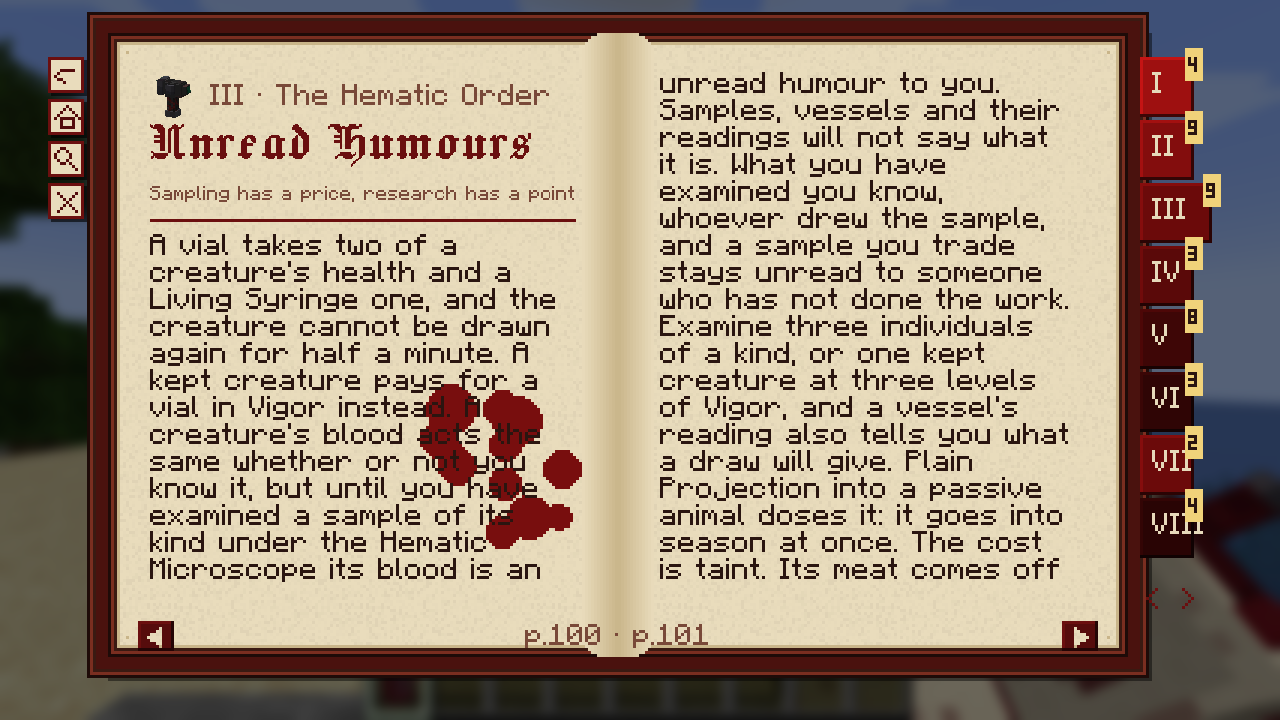 III · The Hematic Order
Unread Humours
Sampling has a price, research has a point
A vial takes two of a
creature's health and a
Living Syringe one, and the
creature cannot be drawn
again for half a minute. A
kept creature pays for a
vial in Vigor instead. A
creature's blood acts the
same whether or not you
know it, but until you have
examined a sample of its
kind under the Hematic
Microscope its blood is an
unread humour to you.
Samples, vessels and their
readings will not say what
it is. What you have
examined you know,
whoever drew the sample,
and a sample you trade
stays unread to someone
who has not done the work.
Examine three individuals
of a kind, or one kept
creature at three levels
of Vigor, and a vessel's
reading also tells you what
a draw will give. Plain
Projection into a passive
animal doses it: it goes into
season at once. The cost
is taint. Its meat comes off
p.100 · p.101
I 4
II 9
III 9
IV 3
V 8
VI 3
VII 2
VIII 4